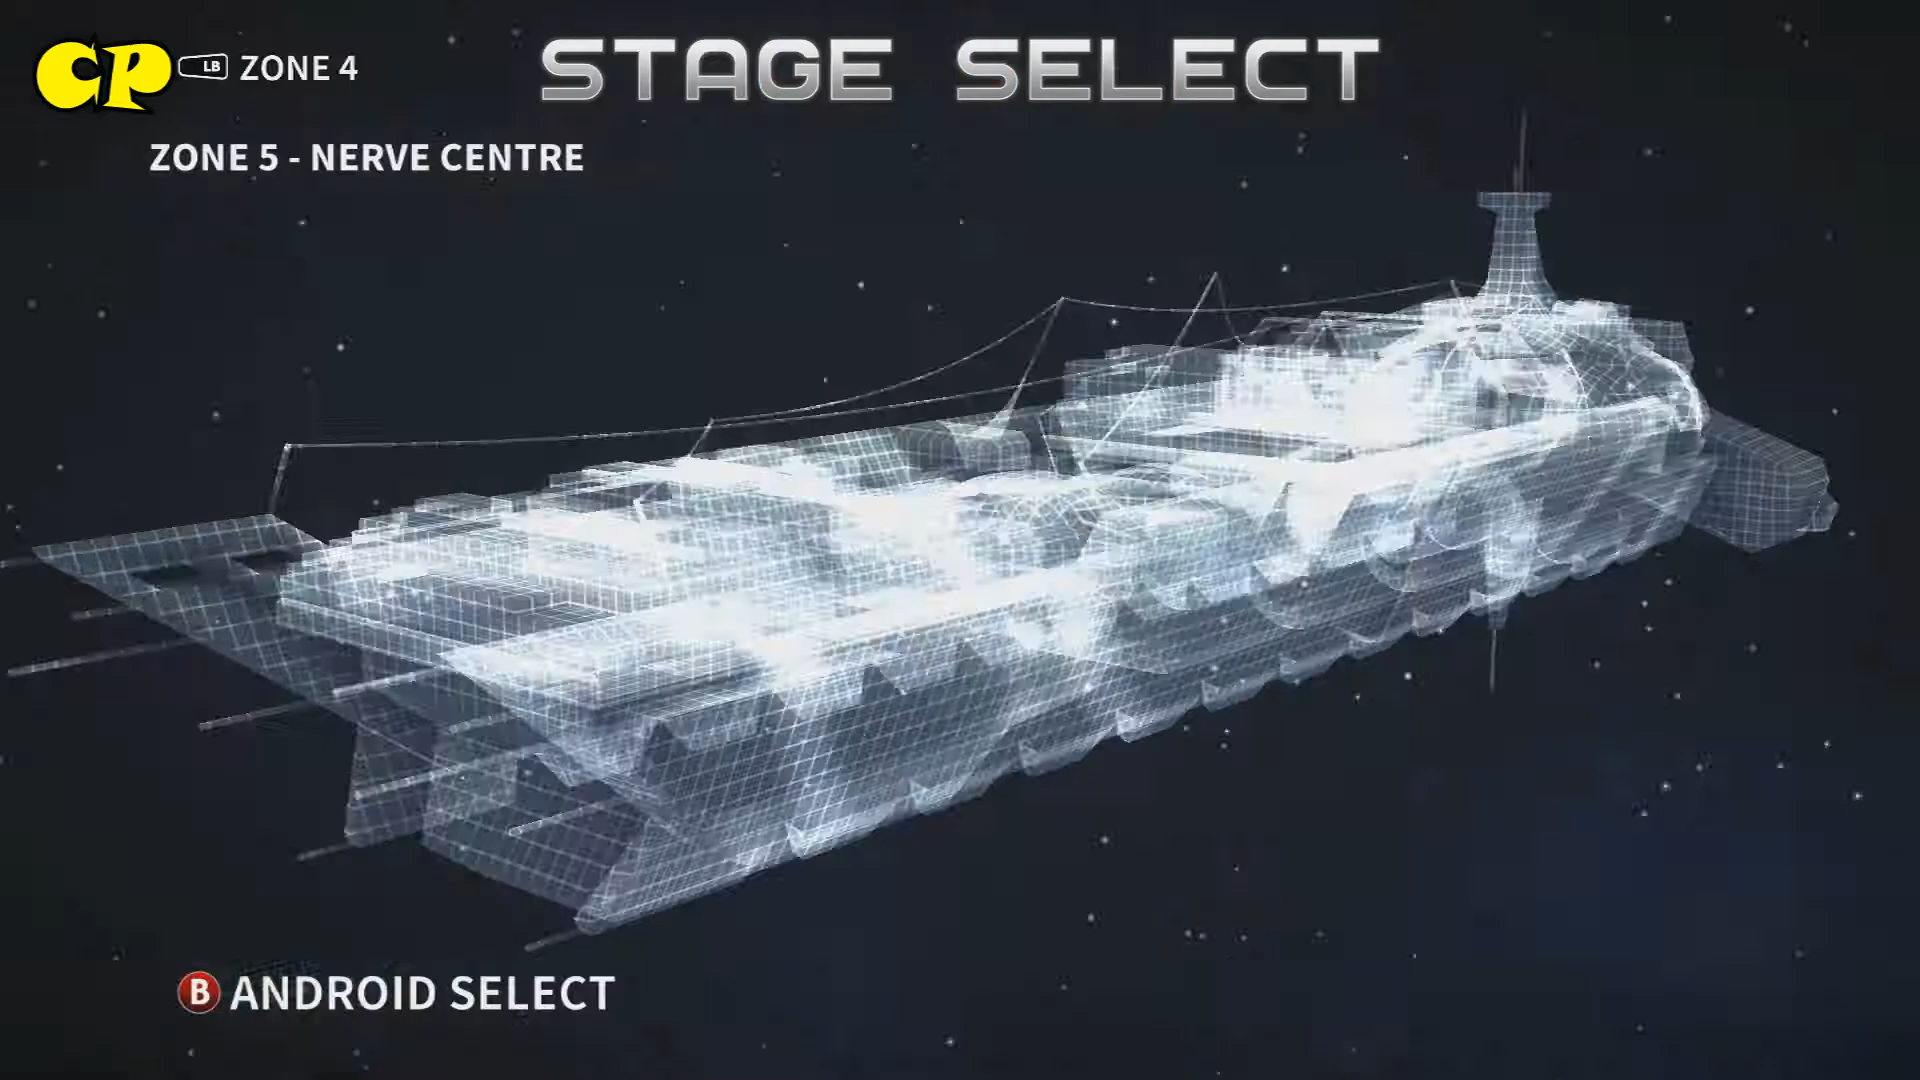 STAGE SELECT
CP
LB ZONE 4
ZONE 5 - NERVE CENTRE
B ANDROID SELECT